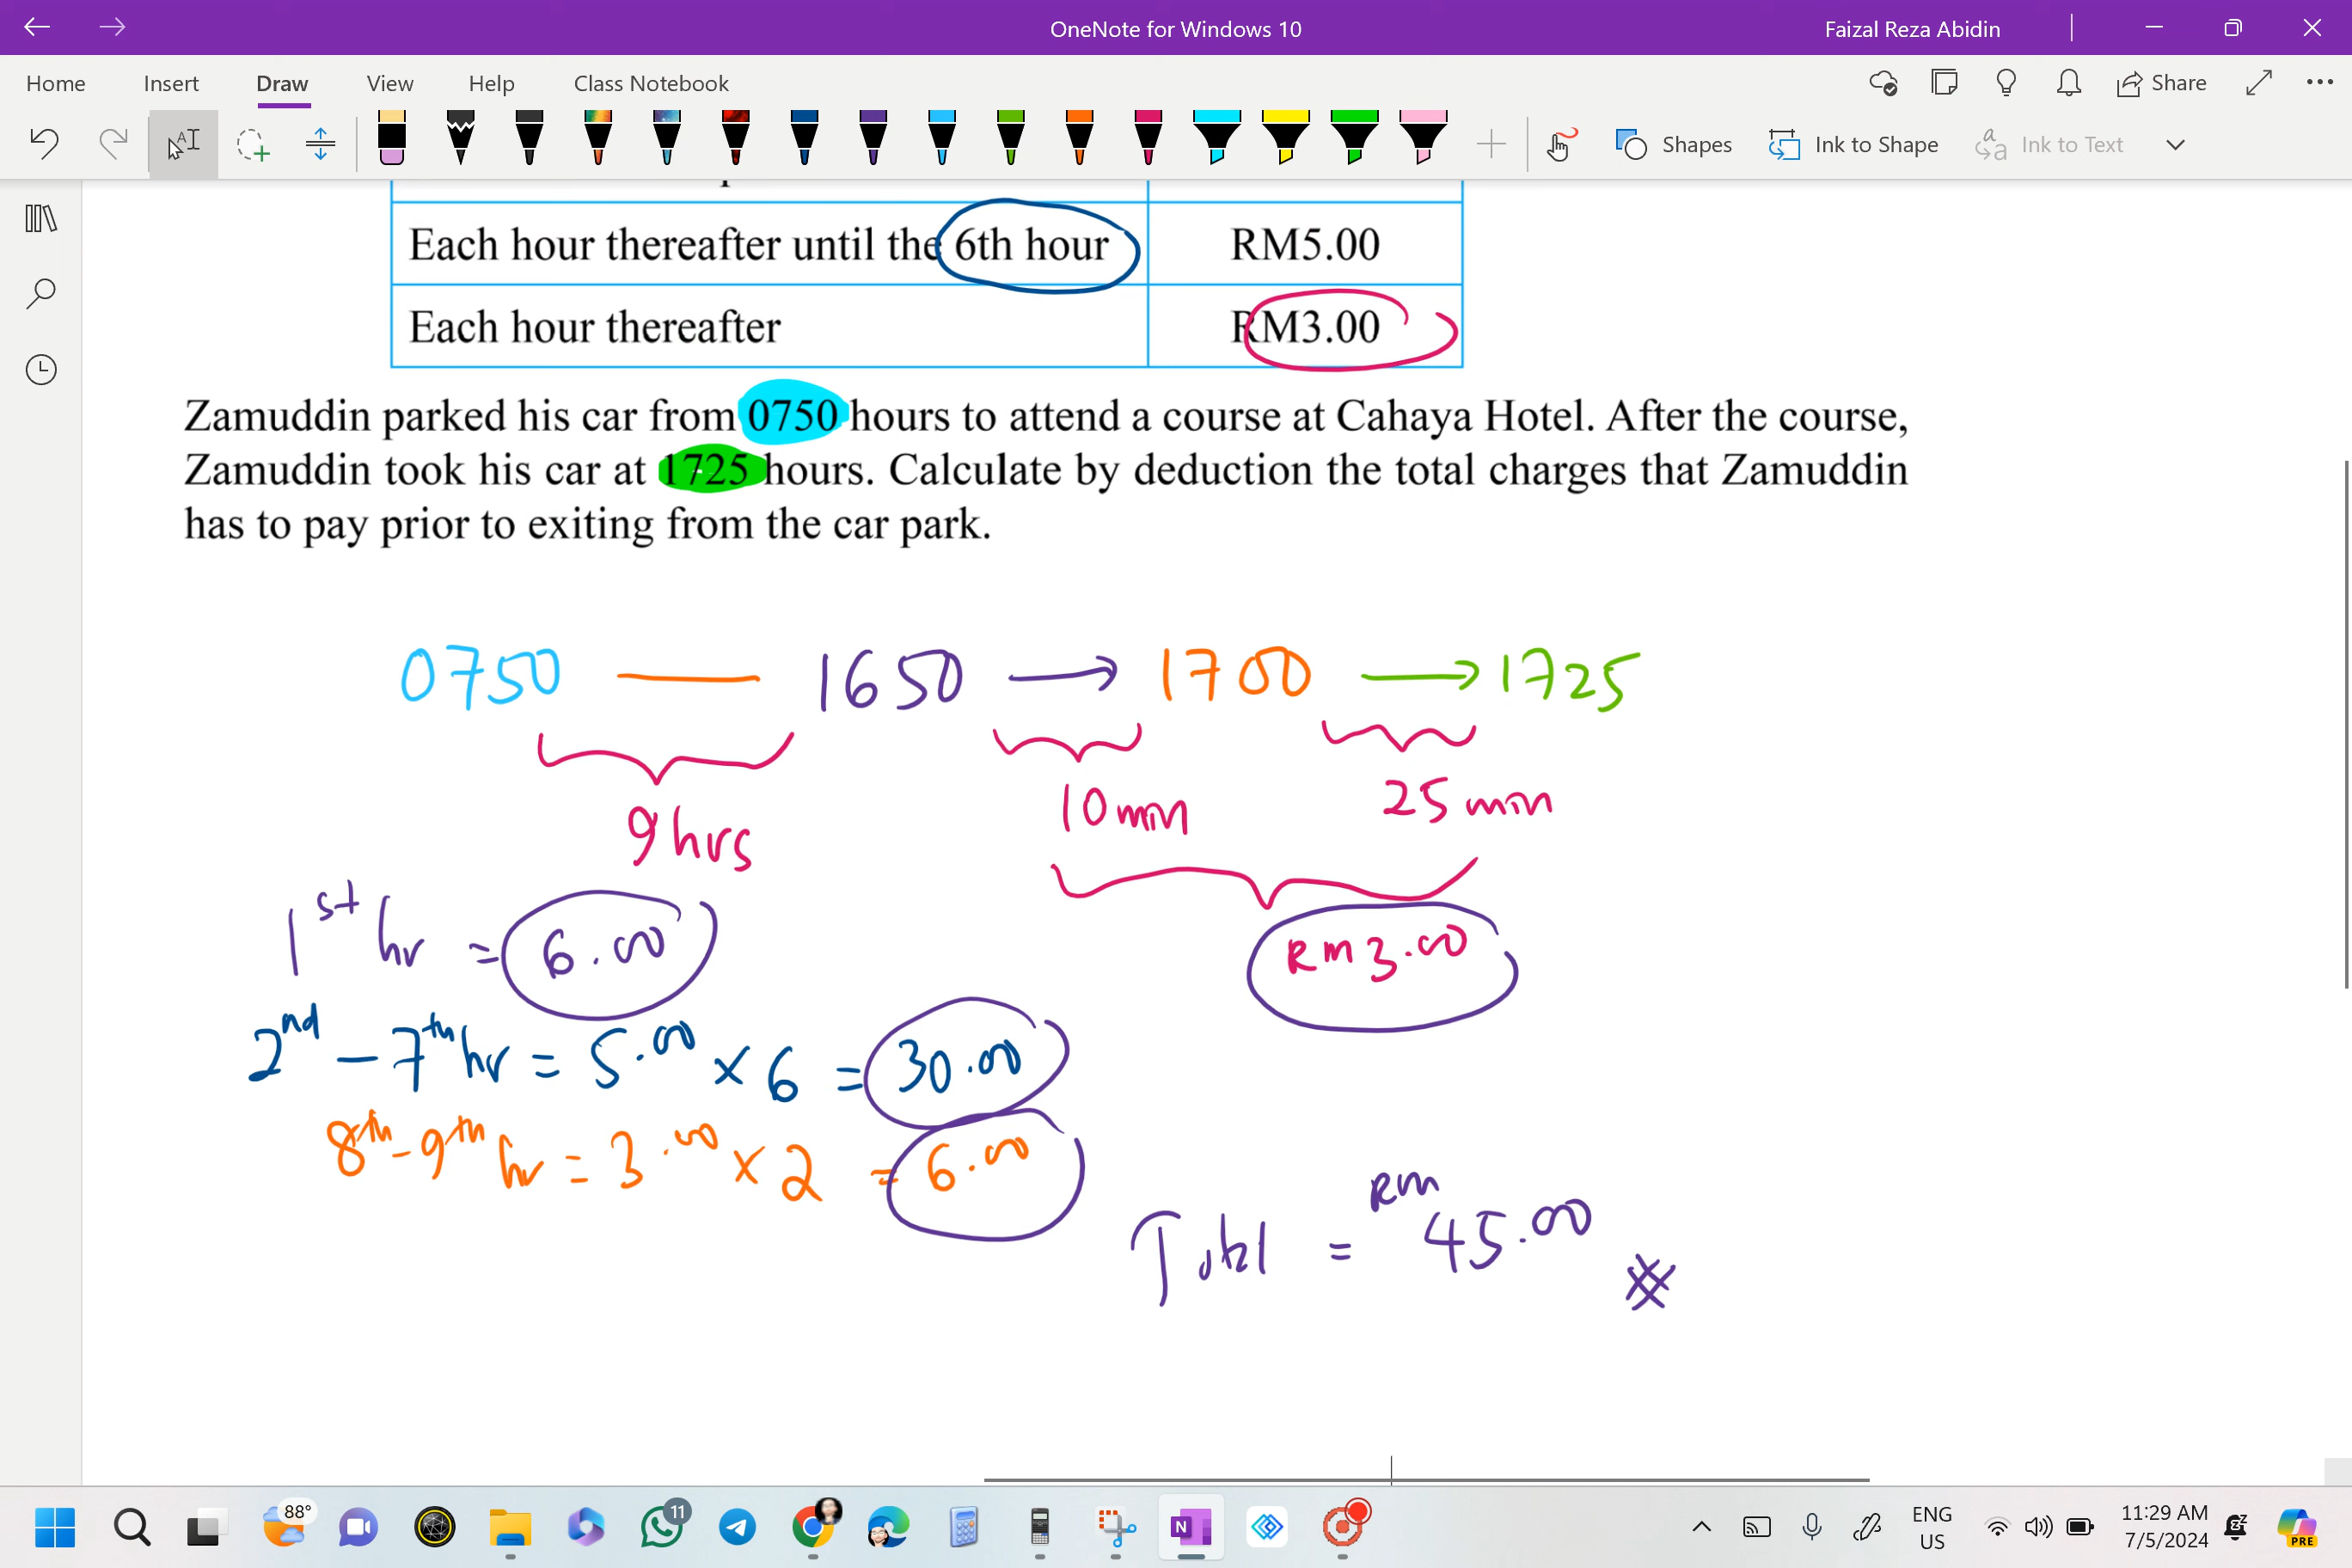 OneNote for Windows 10
Faizal Reza Abidin
Home Insert Draw View Help Class Notebook
Share
Shapes Ink to Shape Ink to Text
Each hour thereafter until the 6th hour RM5.00
Each hour thereafter RM3.00
Zamuddin parked his car from 0750 hours to attend a course at Cahaya Hotel. After the course,
Zamuddin took his car at 1725 hours. Calculate by deduction the total charges that Zamuddin
has to pay prior to exiting from the car park.
0750 — 1650 → 1700 → 1725
9 hrs 10 min 25 min
1st hr = 6.00 RM 3.00
2nd – 7th hr = 5.00 × 6 = 30.00
8th – 9th hr = 3.00 × 2 = 6.00
Total = RM 45.00
88°
11
N
PRE
ENG
US
11:29 AM
7/5/2024